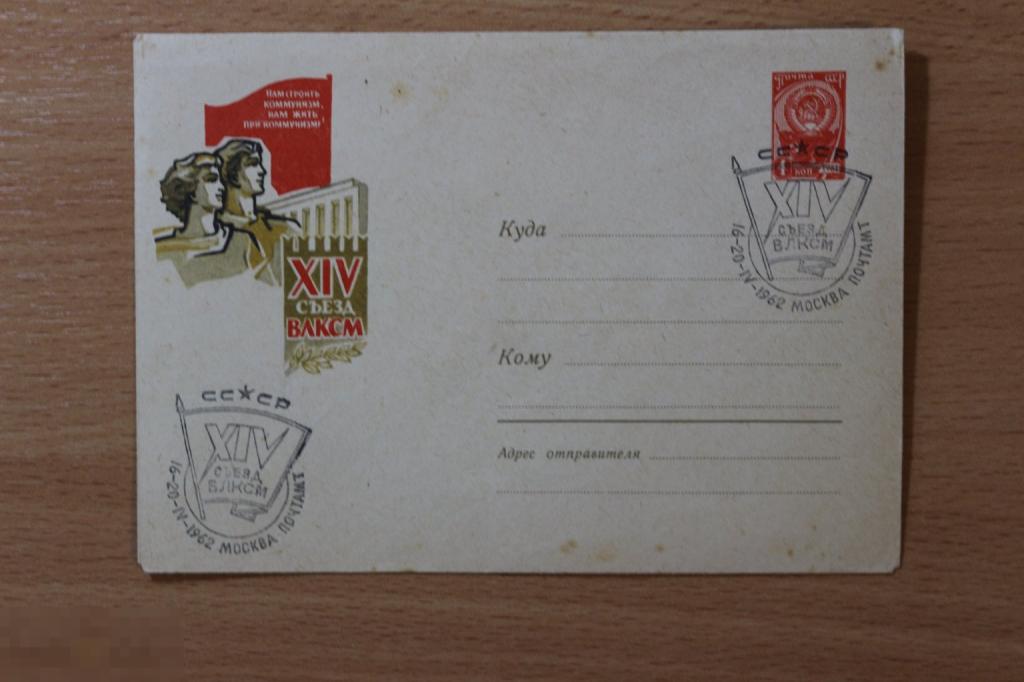 НАМ СТРОИТЬ
КОММУНИЗМ,
НАМ ЖИТЬ
ПРИ КОММУНИЗМЕ!
XIV
СЪЕЗД
ВЛКСМ
Почта СССР
4 КОП
СССР
XIV
СЪЕЗД
ВЛКСМ
16-20-IV-1962 МОСКВА ПОЧТАМТ
Куда
Кому
Адрес отправителя
СССР
XIV
СЪЕЗД
ВЛКСМ
16-20-IV-1962 МОСКВА ПОЧТАМТ